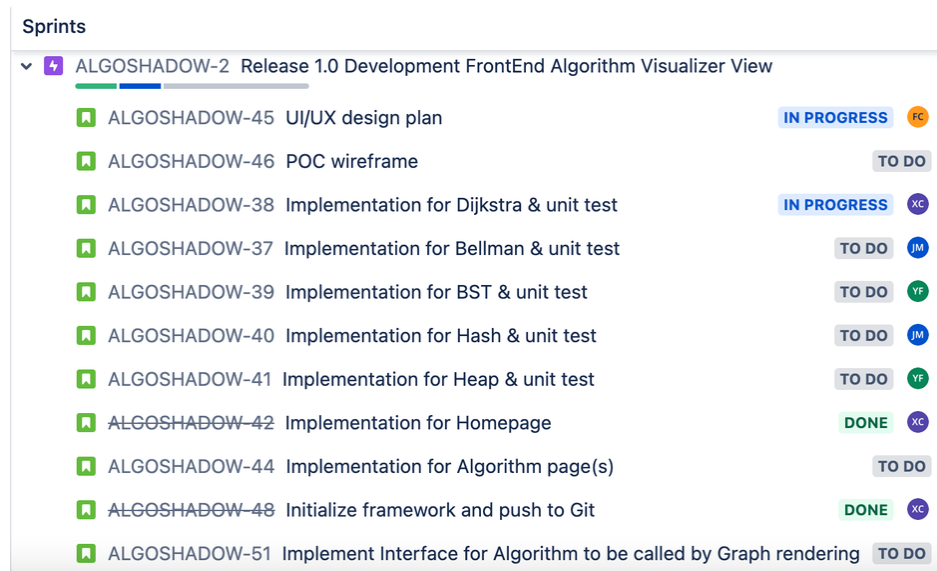 Sprints
ALGOSHADOW-2 Release 1.0 Development FrontEnd Algorithm Visualizer View
ALGOSHADOW-45 UI/UX design plan IN PROGRESS FC
ALGOSHADOW-46 POC wireframe TO DO
ALGOSHADOW-38 Implementation for Dijkstra & unit test IN PROGRESS XC
ALGOSHADOW-37 Implementation for Bellman & unit test TO DO JM
ALGOSHADOW-39 Implementation for BST & unit test TO DO YF
ALGOSHADOW-40 Implementation for Hash & unit test TO DO JM
ALGOSHADOW-41 Implementation for Heap & unit test TO DO YF
ALGOSHADOW-42 Implementation for Homepage DONE XC
ALGOSHADOW-44 Implementation for Algorithm page(s) TO DO
ALGOSHADOW-48 Initialize framework and push to Git DONE XC
ALGOSHADOW-51 Implement Interface for Algorithm to be called by Graph rendering TO DO